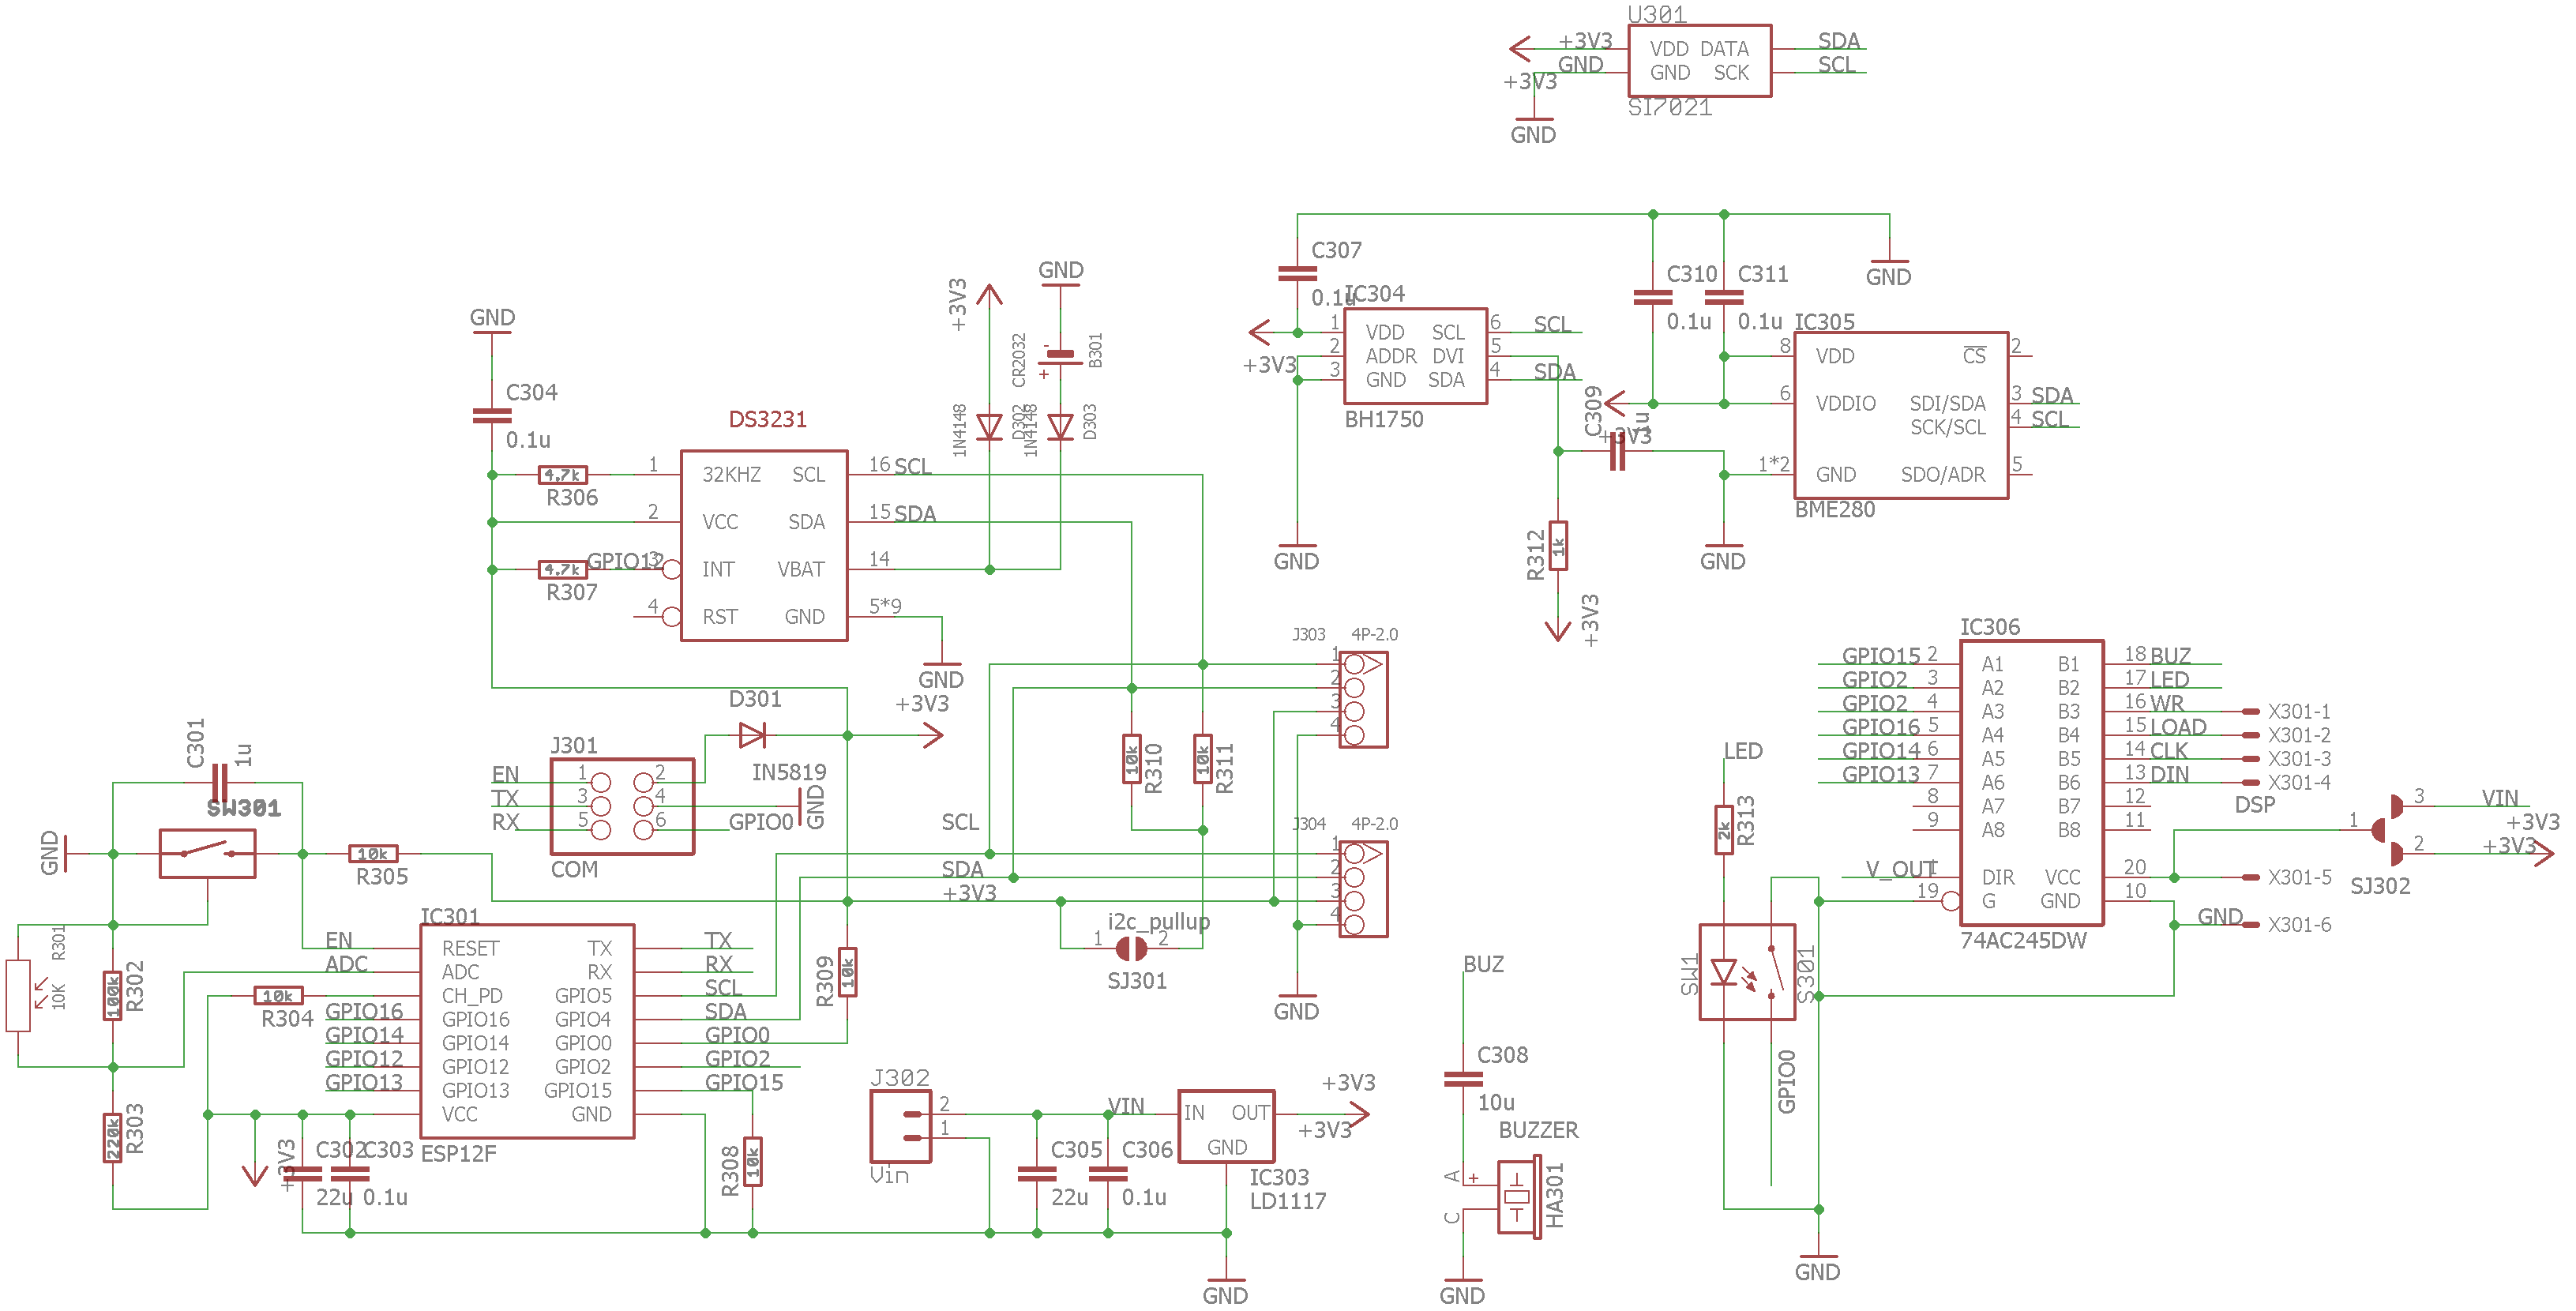 U301
+3V3
GND
+3V3
GND
VDD DATA
GND SCK
SDA
SCL
SI7021
C307
0.1u
+3V3
IC304
1 VDD SCL 6 SCL
2 ADDR DVI 5
3 GND SDA 4 SDA
BH1750
GND
C310
0.1u
C311
0.1u
GND
IC305
8 VDD CS 2
6 VDDIO SDI/SDA 3 SDA
SCK/SCL 4 SCL
1*2 GND SDO/ADR 5
BME280
C309
1u
+3V3
GND
R312
1k
+3V3
GND
C304
0.1u
DS3231
4.7k
R306
1 32KHZ SCL 16 SCL
2 VCC SDA 15 SDA
GPIO12 3 INT VBAT 14
4 RST GND 5*9
4.7k
R307
GND
+3V3
GND
CR2032
-
+
B301
1N4148
D302
1N4148
D303
D301
IN5819
+3V3
J301
EN 1 2
TX 3 4
RX 5 6
GPIO0
GND
COM
C301
1u
SW301
GND
10k
R305
R301
10K
100k
R302
220k
R303
10k
R304
IC301
EN RESET TX TX
ADC ADC RX RX
CH_PD GPIO5 SCL
GPIO16 GPIO16 GPIO4 SDA
GPIO14 GPIO14 GPIO0 GPIO0
GPIO12 GPIO12 GPIO2 GPIO2
GPIO13 GPIO13 GPIO15 GPIO15
VCC GND
ESP12F
+3V3
C302
22u
C303
0.1u
R308
10k
R309
10k
SCL
SDA
+3V3
10k
R310
10k
R311
i2c_pullup
1 2
SJ301
J303 4P-2.0
1
2
3
4
J304 4P-2.0
1
2
3
4
GND
J302
2
1
Vin
VIN
C305
22u
C306
0.1u
IN OUT
GND
IC303
LD1117
+3V3
+3V3
GND
BUZ
C308
10u
BUZZER
A
+
C
HA301
GND
IC306
GPIO15 2 A1 B1 18 BUZ
GPIO2 3 A2 B2 17 LED
GPIO2 4 A3 B3 16 WR X301-1
GPIO16 5 A4 B4 15 LOAD X301-2
GPIO14 6 A5 B5 14 CLK X301-3
GPIO13 7 A6 B6 13 DIN X301-4
8 A7 B7 12 DSP
9 A8 B8 11
V_OUT 1 DIR VCC 20 X301-5
19 G GND 10
GND X301-6
74AC245DW
3 VIN
1 +3V3
2 +3V3
SJ302
LED
2k
R313
SW1
S301
GPIO0
GND